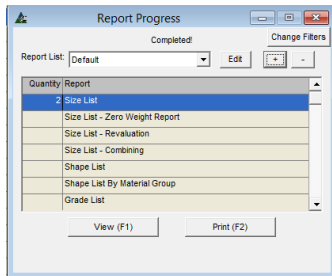 Report Progress
Completed!
Change Filters
Report List: Default Edit + -
Quantity Report
2 Size List
Size List - Zero Weight Report
Size List - Revaluation
Size List - Combining
Shape List
Shape List By Material Group
Grade List
View (F1) Print (F2)